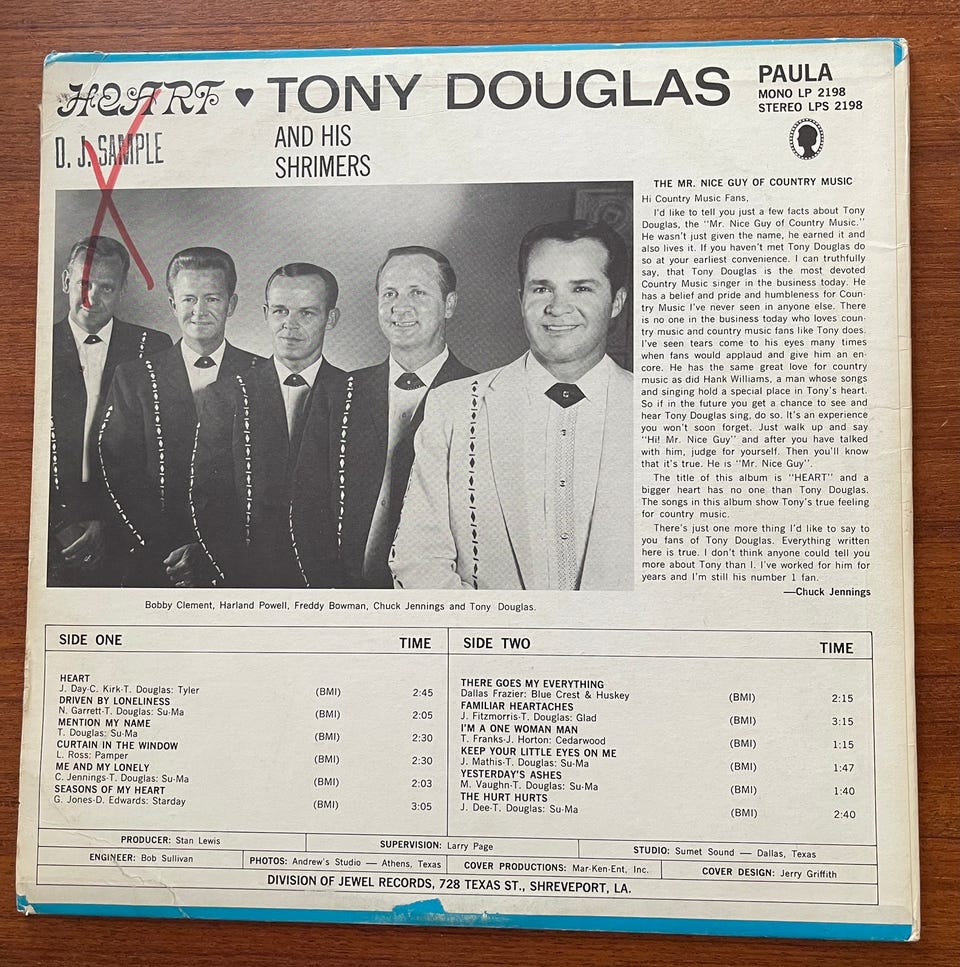 HEART ♥ TONY DOUGLAS
AND HIS
SHRIMERS
D. J. SAMPLE
PAULA
MONO LP 2198
STEREO LPS 2198
THE MR. NICE GUY OF COUNTRY MUSIC
Hi Country Music Fans,
I'd like to tell you just a few facts about Tony
Douglas, the "Mr. Nice Guy of Country Music."
He wasn't just given the name, he earned it and
also lives it. If you haven't met Tony Douglas do
so at your earliest convenience. I can truthfully
say, that Tony Douglas is the most devoted
Country Music singer in the business today. He
has a belief and pride and humbleness for Coun-
try Music I've never seen in anyone else. There
is no one in the business today who loves coun-
try music and country music fans like Tony does.
I've seen tears come to his eyes many times
when fans would applaud and give him an en-
core. He has the same great love for country
music as did Hank Williams, a man whose songs
and singing hold a special place in Tony's heart.
So if in the future you get a chance to see and
hear Tony Douglas sing, do so. It's an experience
you won't soon forget. Just walk up and say
"Hi! Mr. Nice Guy" and after you have talked
with him, judge for yourself. Then you'll know
that it's true. He is "Mr. Nice Guy".
The title of this album is "HEART" and a
bigger heart has no one than Tony Douglas.
The songs in this album show Tony's true feeling
for country music.
There's just one more thing I'd like to say to
you fans of Tony Douglas. Everything written
here is true. I don't think anyone could tell you
more about Tony than I. I've worked for him for
years and I'm still his number 1 fan.
—Chuck Jennings
Bobby Clement, Harland Powell, Freddy Bowman, Chuck Jennings and Tony Douglas.
SIDE ONE TIME
HEART
J. Day-C. Kirk-T. Douglas: Tyler (BMI) 2:45
DRIVEN BY LONELINESS
N. Garrett-T. Douglas: Su-Ma (BMI) 2:05
MENTION MY NAME
T. Douglas: Su-Ma (BMI) 2:30
CURTAIN IN THE WINDOW
L. Ross: Pamper (BMI) 2:30
ME AND MY LONELY
C. Jennings-T. Douglas: Su-Ma (BMI) 2:03
SEASONS OF MY HEART
G. Jones-D. Edwards: Starday (BMI) 3:05
SIDE TWO TIME
THERE GOES MY EVERYTHING
Dallas Frazier: Blue Crest & Huskey (BMI) 2:15
FAMILIAR HEARTACHES
J. Fitzmorris-T. Douglas: Glad (BMI) 3:15
I'M A ONE WOMAN MAN
T. Franks-J. Horton: Cedarwood (BMI) 1:15
KEEP YOUR LITTLE EYES ON ME
J. Mathis-T. Douglas: Su-Ma (BMI) 1:47
YESTERDAY'S ASHES
M. Vaughn-T. Douglas: Su-Ma (BMI) 1:40
THE HURT HURTS
J. Dee-T. Douglas: Su-Ma (BMI) 2:40
PRODUCER: Stan Lewis SUPERVISION: Larry Page STUDIO: Sumet Sound — Dallas, Texas
ENGINEER: Bob Sullivan PHOTOS: Andrew's Studio — Athens, Texas COVER PRODUCTIONS: Mar-Ken-Ent, Inc. COVER DESIGN: Jerry Griffith
DIVISION OF JEWEL RECORDS, 728 TEXAS ST., SHREVEPORT, LA.